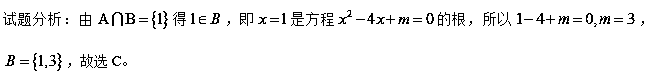 试题分析：由 A⋂B={1} 得 1∈B，即 x=1 是方程 x²−4x+m=0 的根，所以 1−4+m=0,m=3，
B={1,3}，故选 C。